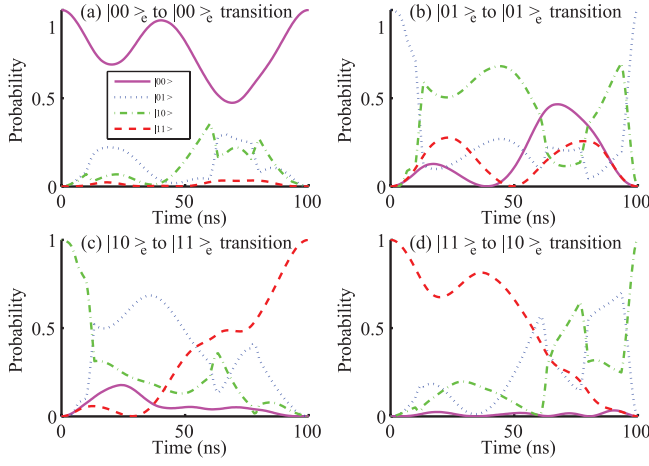 (a) |00>e to |00>e transition
1
0.5
0
Probability
|00>
|01>
|10>
|11>
0 50 100
Time (ns)
(b) |01>e to |01>e transition
1
0.5
0
Probability
0 50 100
Time (ns)
(c) |10>e to |11>e transition
1
0.5
0
Probability
0 50 100
Time (ns)
(d) |11>e to |10>e transition
1
0.5
0
Probability
0 50 100
Time (ns)